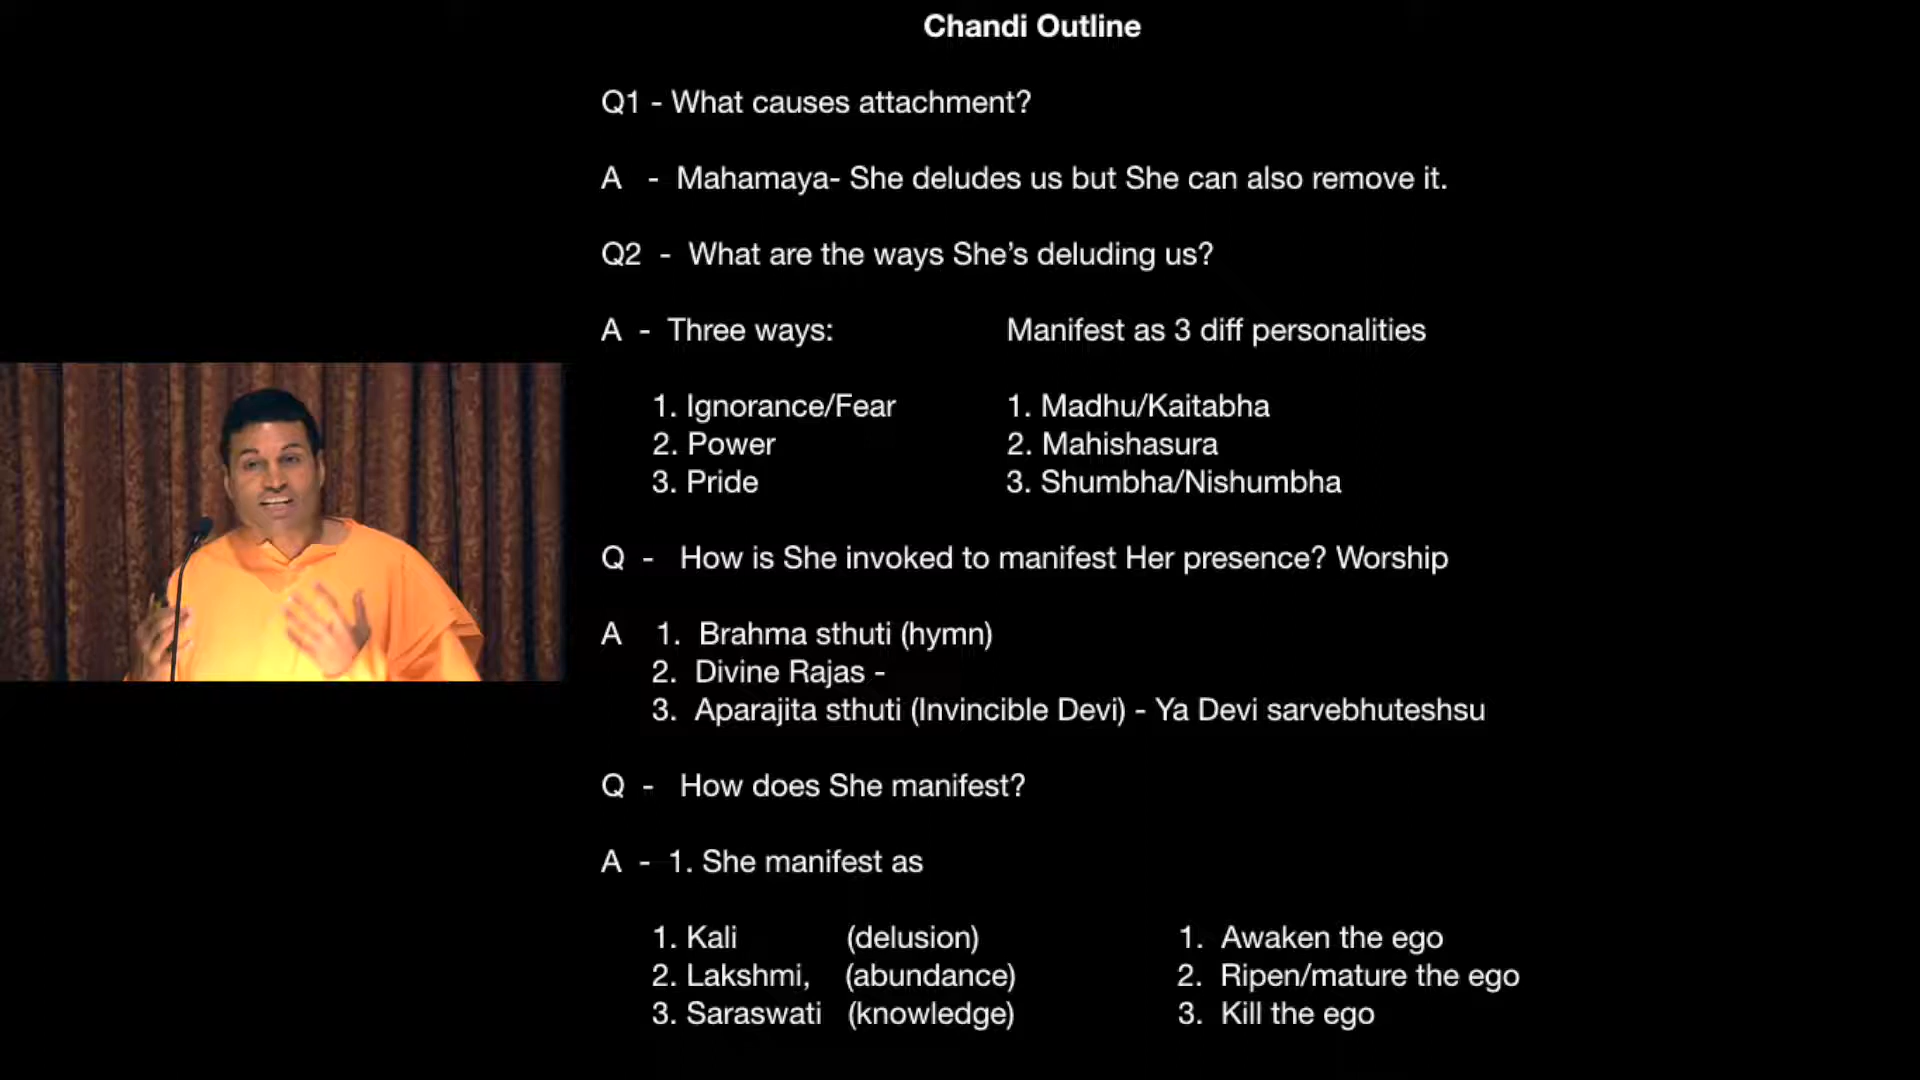 Chandi Outline
Q1 - What causes attachment?
A - Mahamaya- She deludes us but She can also remove it.
Q2 - What are the ways She’s deluding us?
A - Three ways: Manifest as 3 diff personalities
1. Ignorance/Fear 1. Madhu/Kaitabha
2. Power 2. Mahishasura
3. Pride 3. Shumbha/Nishumbha
Q - How is She invoked to manifest Her presence? Worship
A 1. Brahma sthuti (hymn)
2. Divine Rajas -
3. Aparajita sthuti (Invincible Devi) - Ya Devi sarvebhuteshsu
Q - How does She manifest?
A - 1. She manifest as
1. Kali (delusion) 1. Awaken the ego
2. Lakshmi, (abundance) 2. Ripen/mature the ego
3. Saraswati (knowledge) 3. Kill the ego